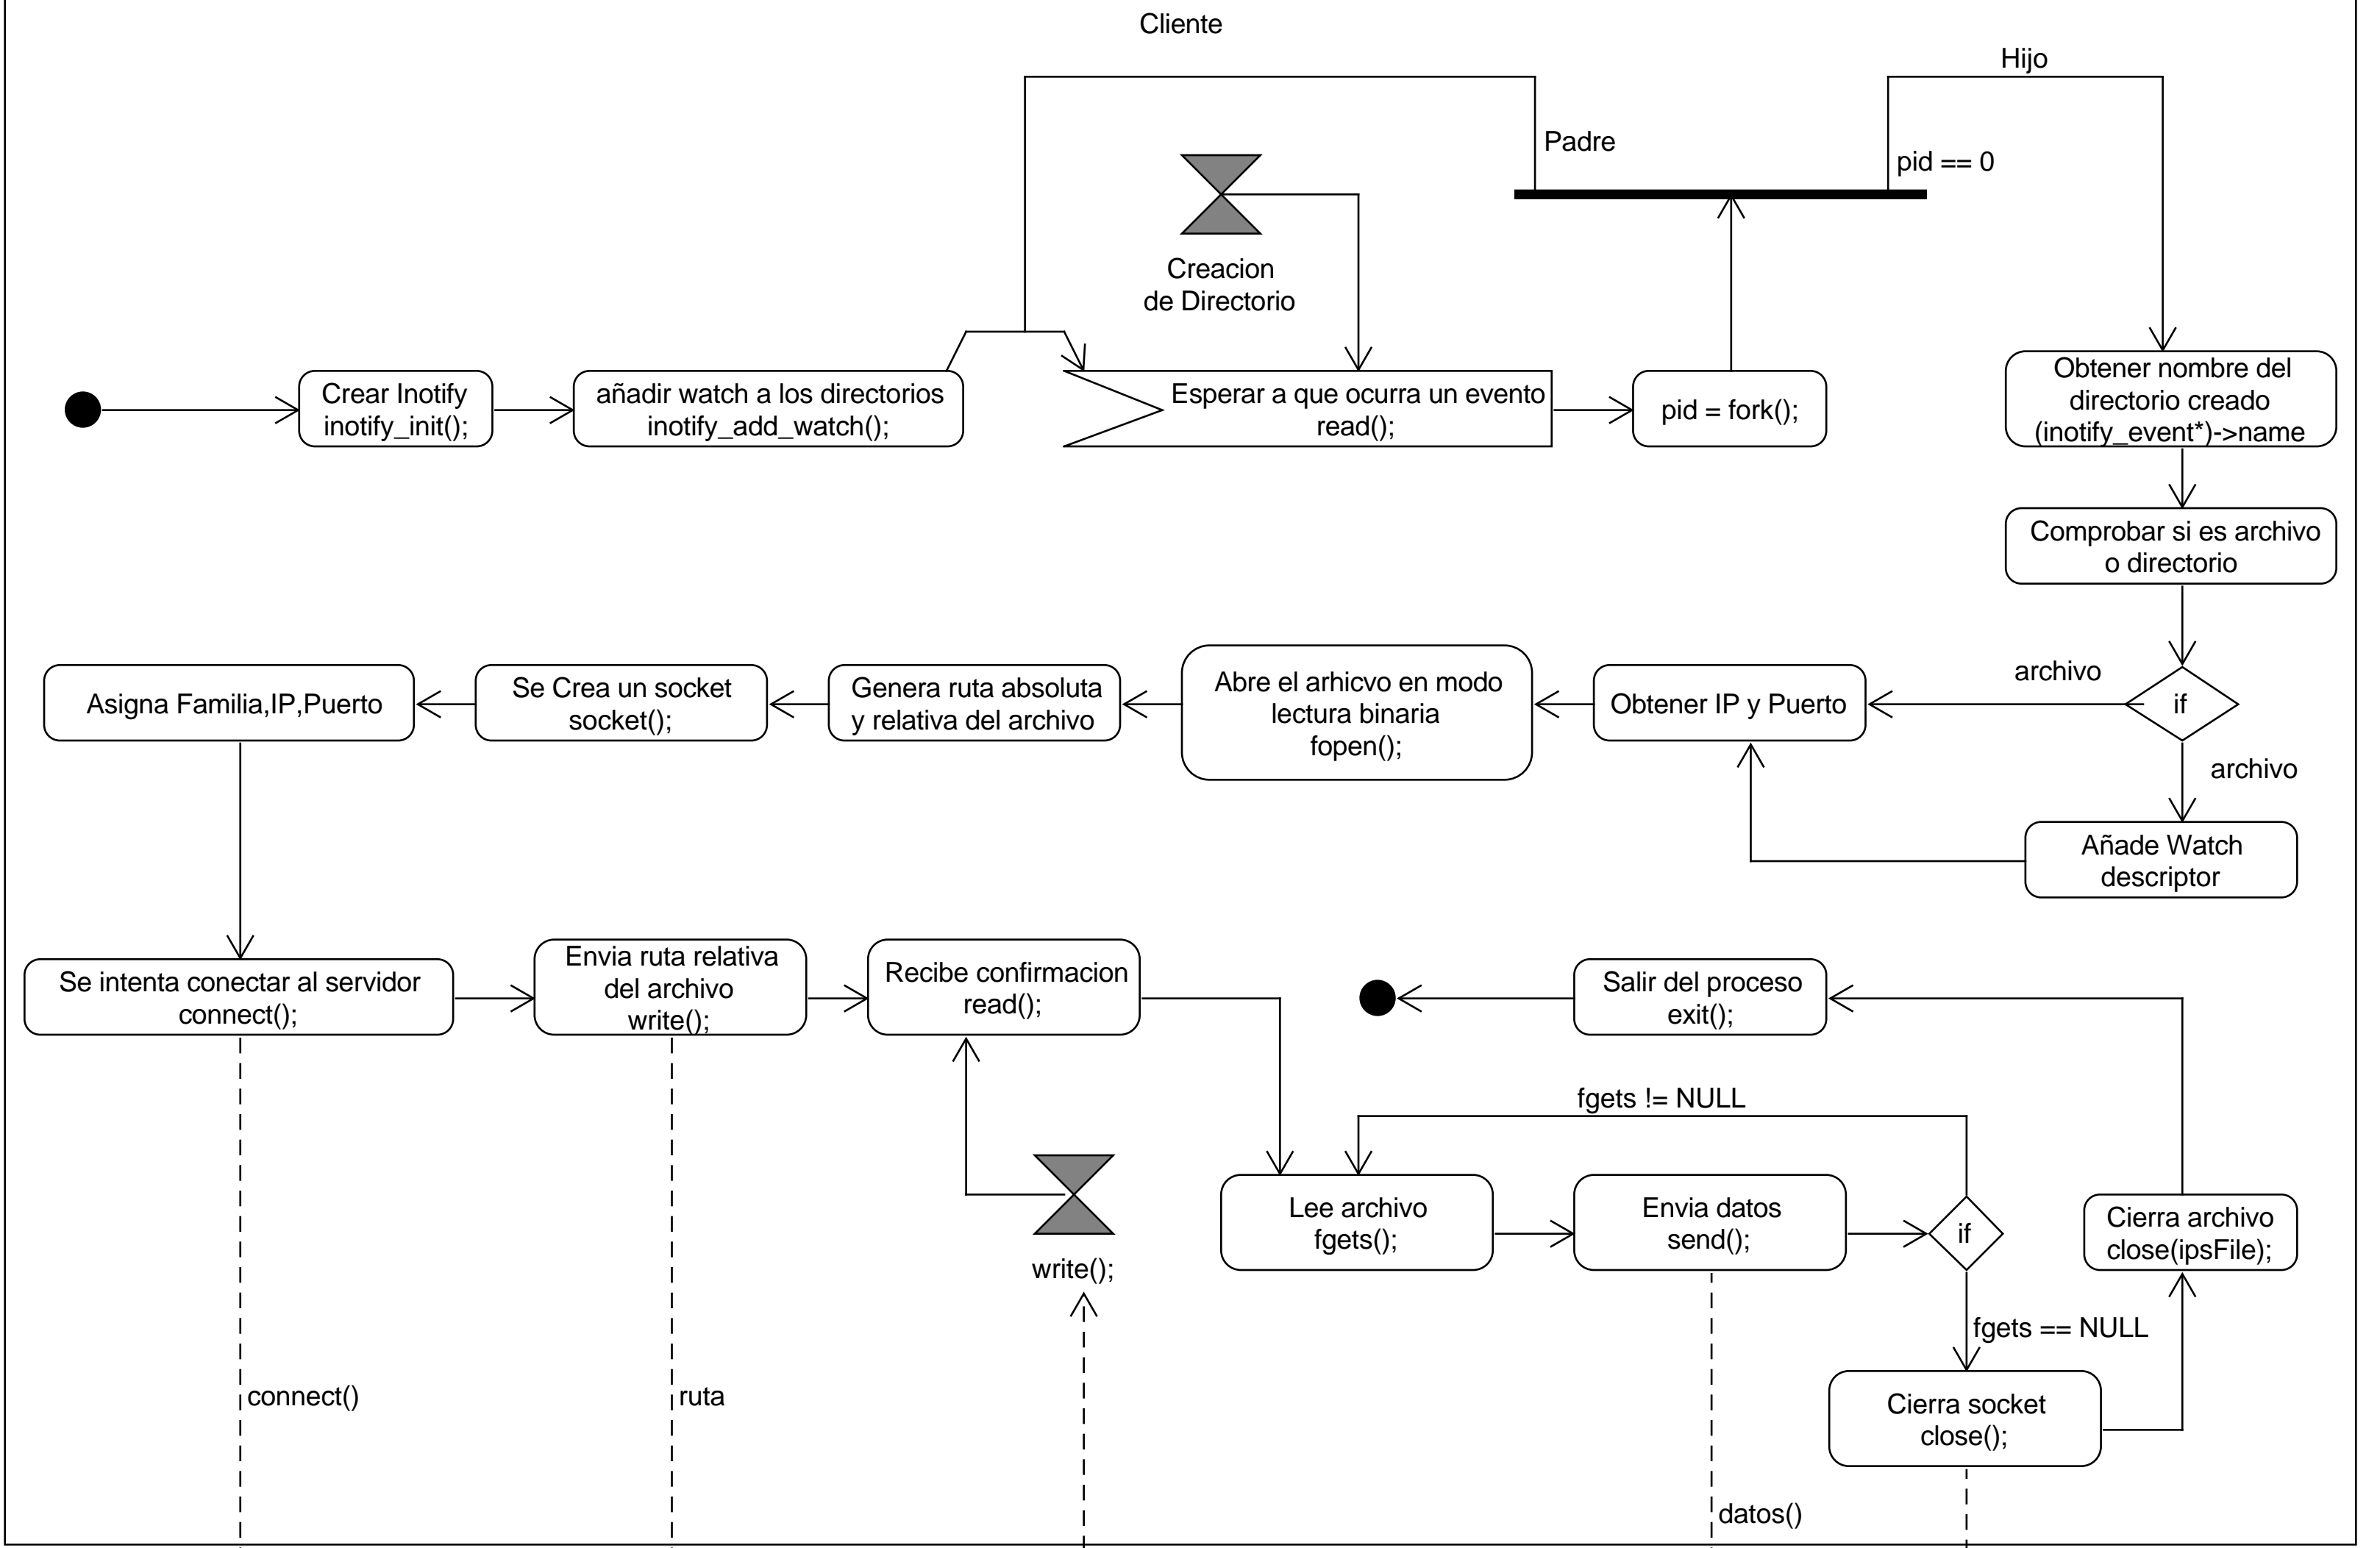 Cliente
Hijo
Padre
pid == 0
Creacion
de Directorio
Crear Inotify
inotify_init();
añadir watch a los directorios
inotify_add_watch();
Esperar a que ocurra un evento
read();
pid = fork();
Obtener nombre del
directorio creado
(inotify_event*)->name
Comprobar si es archivo
o directorio
if
archivo
archivo
Añade Watch
descriptor
Obtener IP y Puerto
Abre el arhicvo en modo
lectura binaria
fopen();
Genera ruta absoluta
y relativa del archivo
Se Crea un socket
socket();
Asigna Familia,IP,Puerto
Se intenta conectar al servidor
connect();
Envia ruta relativa
del archivo
write();
Recibe confirmacion
read();
Salir del proceso
exit();
fgets != NULL
write();
Lee archivo
fgets();
Envia datos
send();
if
Cierra archivo
close(ipsFile);
fgets == NULL
Cierra socket
close();
connect()
ruta
datos()